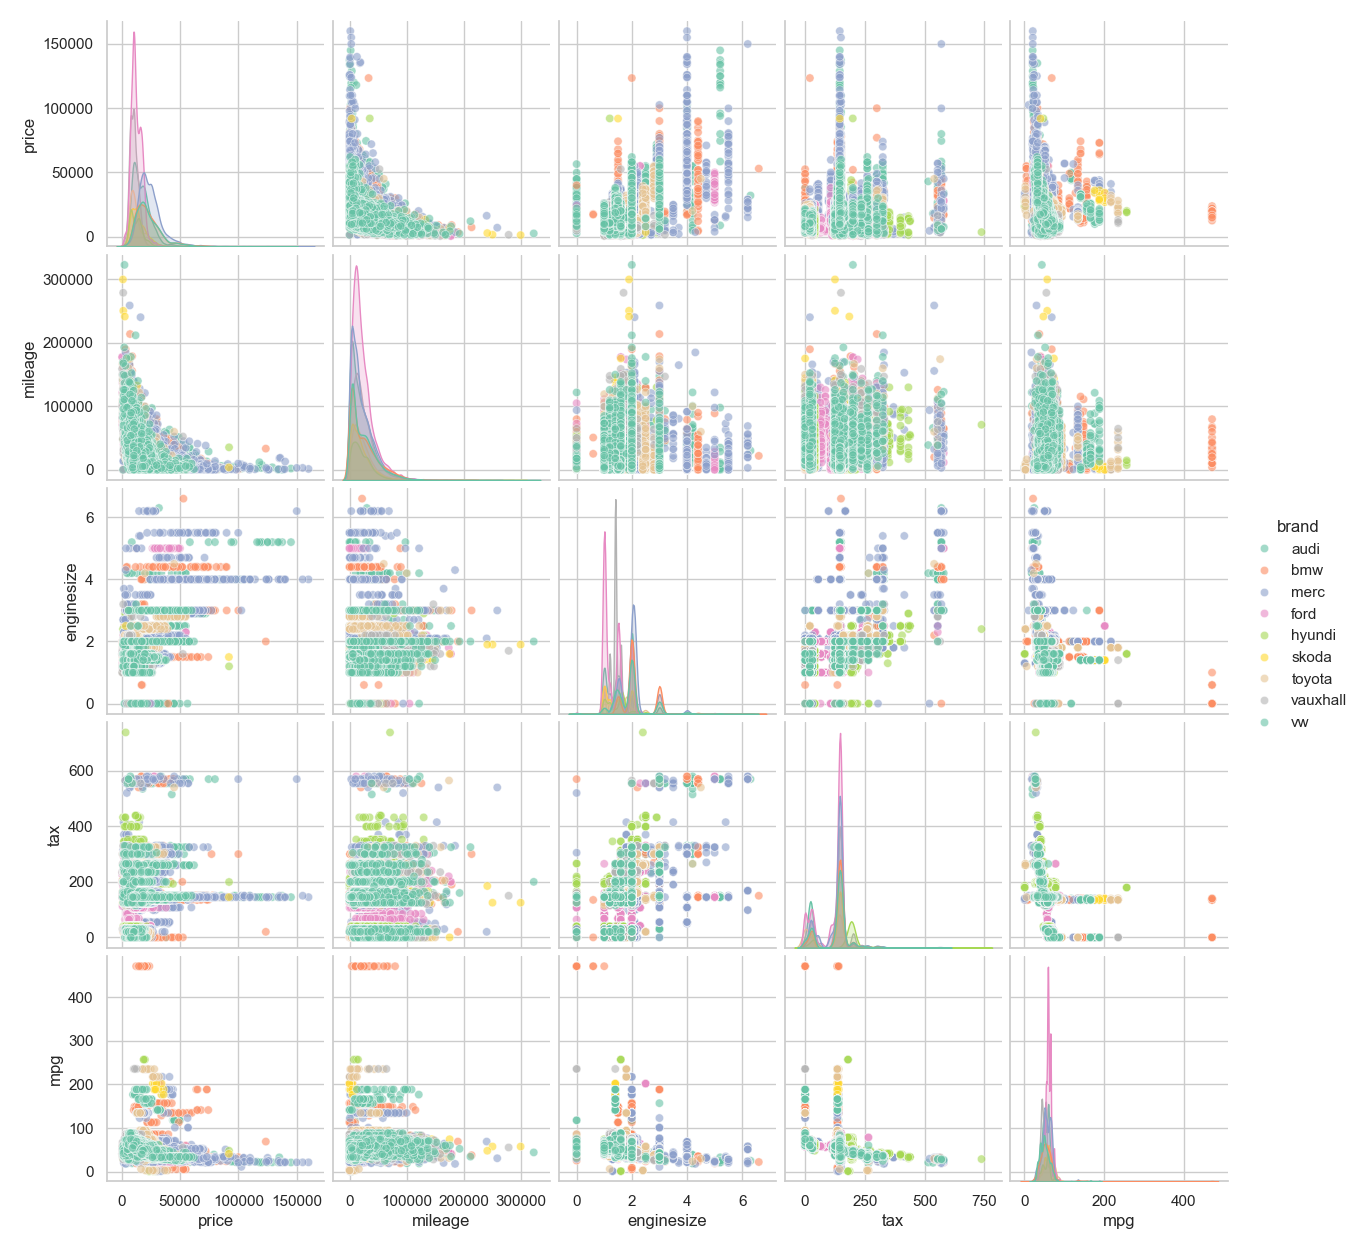 150000
100000
50000
0
price
300000
200000
100000
0
mileage
6
4
2
0
enginesize
brand
audi
bmw
merc
ford
hyundi
skoda
toyota
vauxhall
vw
600
400
200
0
tax
400
300
200
100
0
mpg
0 50000 100000 150000
price
0 100000 200000 300000
mileage
0 2 4 6
enginesize
0 250 500 750
tax
0 200 400
mpg